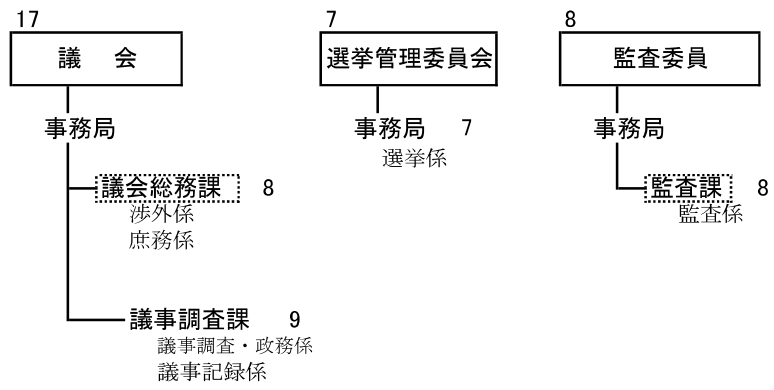 17
議 会
事務局
議会総務課 8
渉外係
庶務係
議事調査課 9
議事調査・政務係
議事記録係
7
選挙管理委員会
事務局 7
選挙係
8
監査委員
事務局
監査課 8
監査係